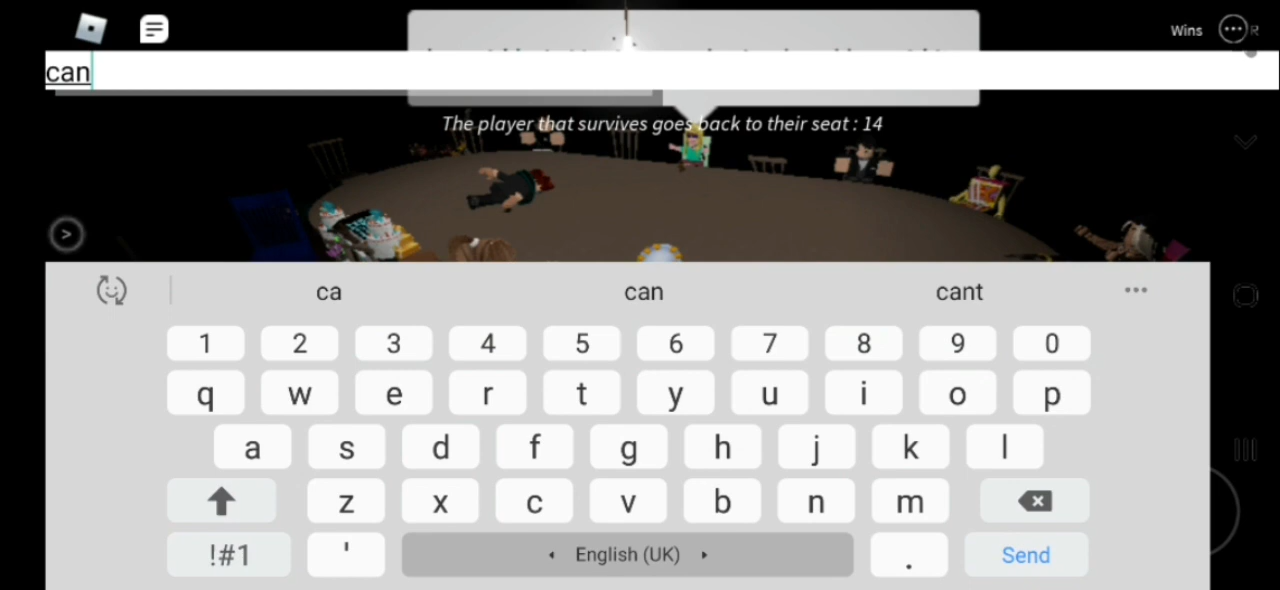 Wins
R
can
The player that survives goes back to their seat : 14
>
ca can cant
1 2 3 4 5 6 7 8 9 0
q w e r t y u i o p
a s d f g h j k l
z x c v b n m
!#1 ' English (UK) . Send